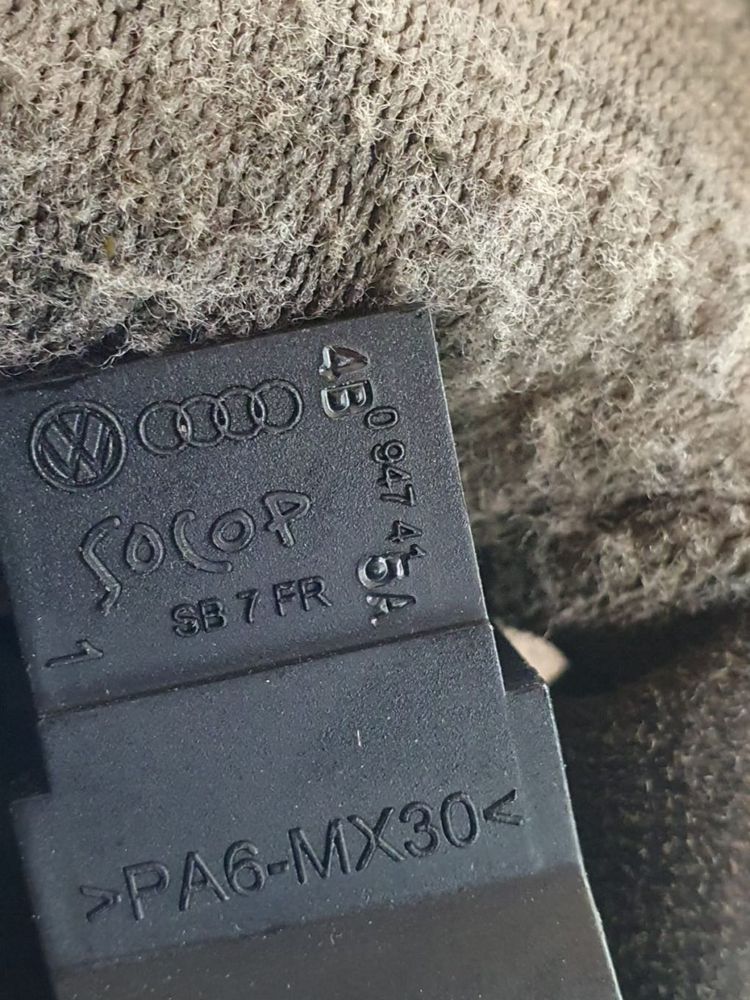 4B0 947 415A
SOCOP
SB 7 FR
1
>PA6-MX30<